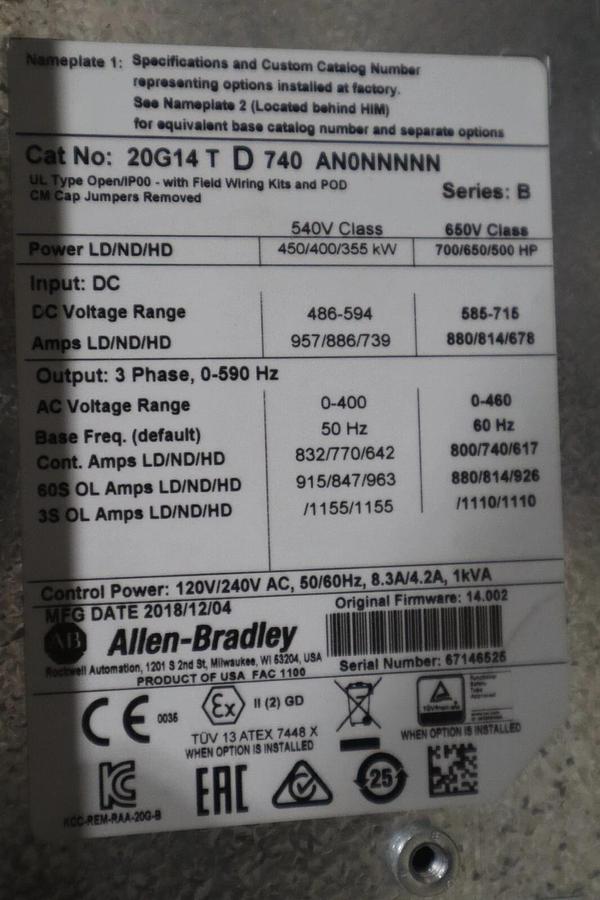 Nameplate 1: Specifications and Custom Catalog Number
representing options installed at factory.
See Nameplate 2 (Located behind HIM)
for equivalent base catalog number and separate options
Cat No: 20G14 T D 740 AN0NNNNN
UL Type Open/IP00 - with Field Wiring Kits and POD
CM Cap Jumpers Removed
Series: B
540V Class 650V Class
Power LD/ND/HD 450/400/355 kW 700/650/500 HP
Input: DC
DC Voltage Range 486-594 585-715
Amps LD/ND/HD 957/886/739 880/814/678
Output: 3 Phase, 0-590 Hz
AC Voltage Range 0-400 0-460
Base Freq. (default) 50 Hz 60 Hz
Cont. Amps LD/ND/HD 832/770/642 800/740/617
60S OL Amps LD/ND/HD 915/847/963 880/814/926
3S OL Amps LD/ND/HD /1155/1155 /1110/1110
Control Power: 120V/240V AC, 50/60Hz, 8.3A/4.2A, 1kVA
MFG DATE 2018/12/04 Original Firmware: 14.002
AB Allen-Bradley
Rockwell Automation, 1201 S 2nd St, Milwaukee, WI 53204, USA
PRODUCT OF USA FAC 1100
Serial Number: 67146525
CE 0035
Ex II (2) GD
TÜV 13 ATEX 7448 X
WHEN OPTION IS INSTALLED
WHEN OPTION IS INSTALLED
KC
KCC-REM-RAA-20G-B
EAC
25